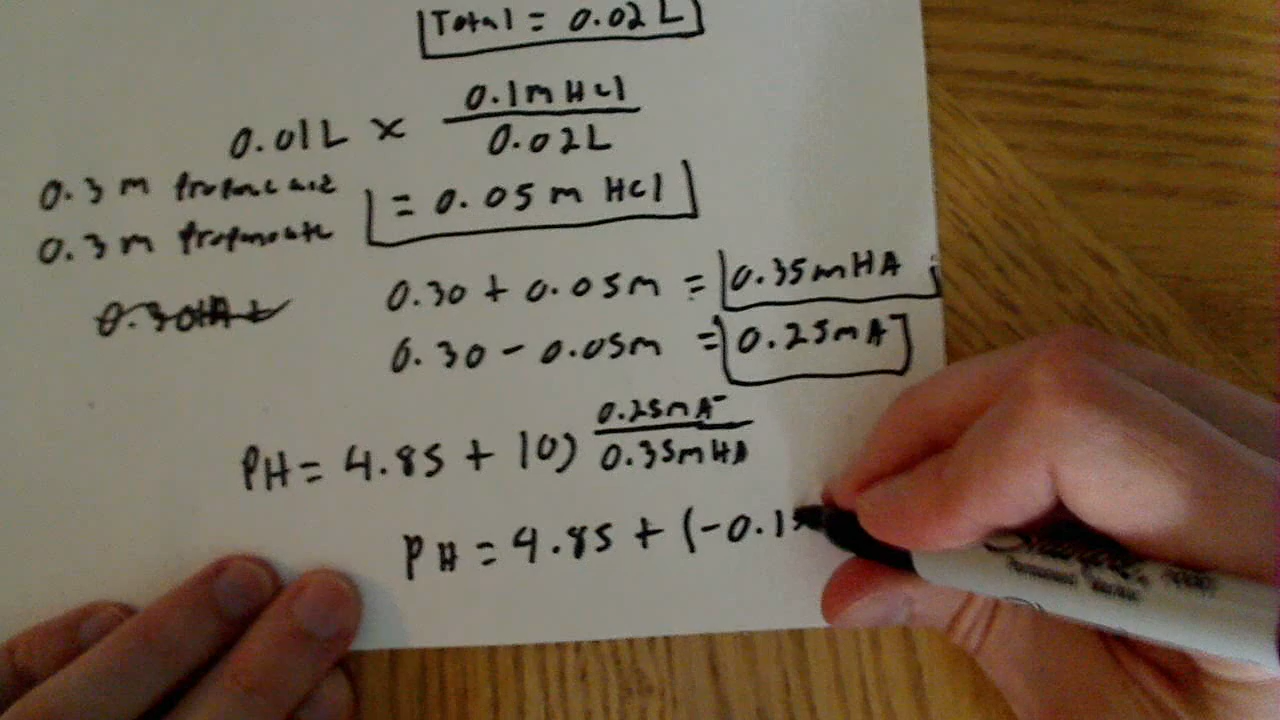 Total = 0.02 L
0.01L × 0.1m HCl
0.02L
0.3 m
= 0.05 m HCl
0.3 m
0.30 + 0.05m = 0.35mHA
0.30 - 0.05m = 0.25mA
0.25mA⁻
PH = 4.85 + log
0.35mHA
PH = 4.85 + (-0.1
Sharpie